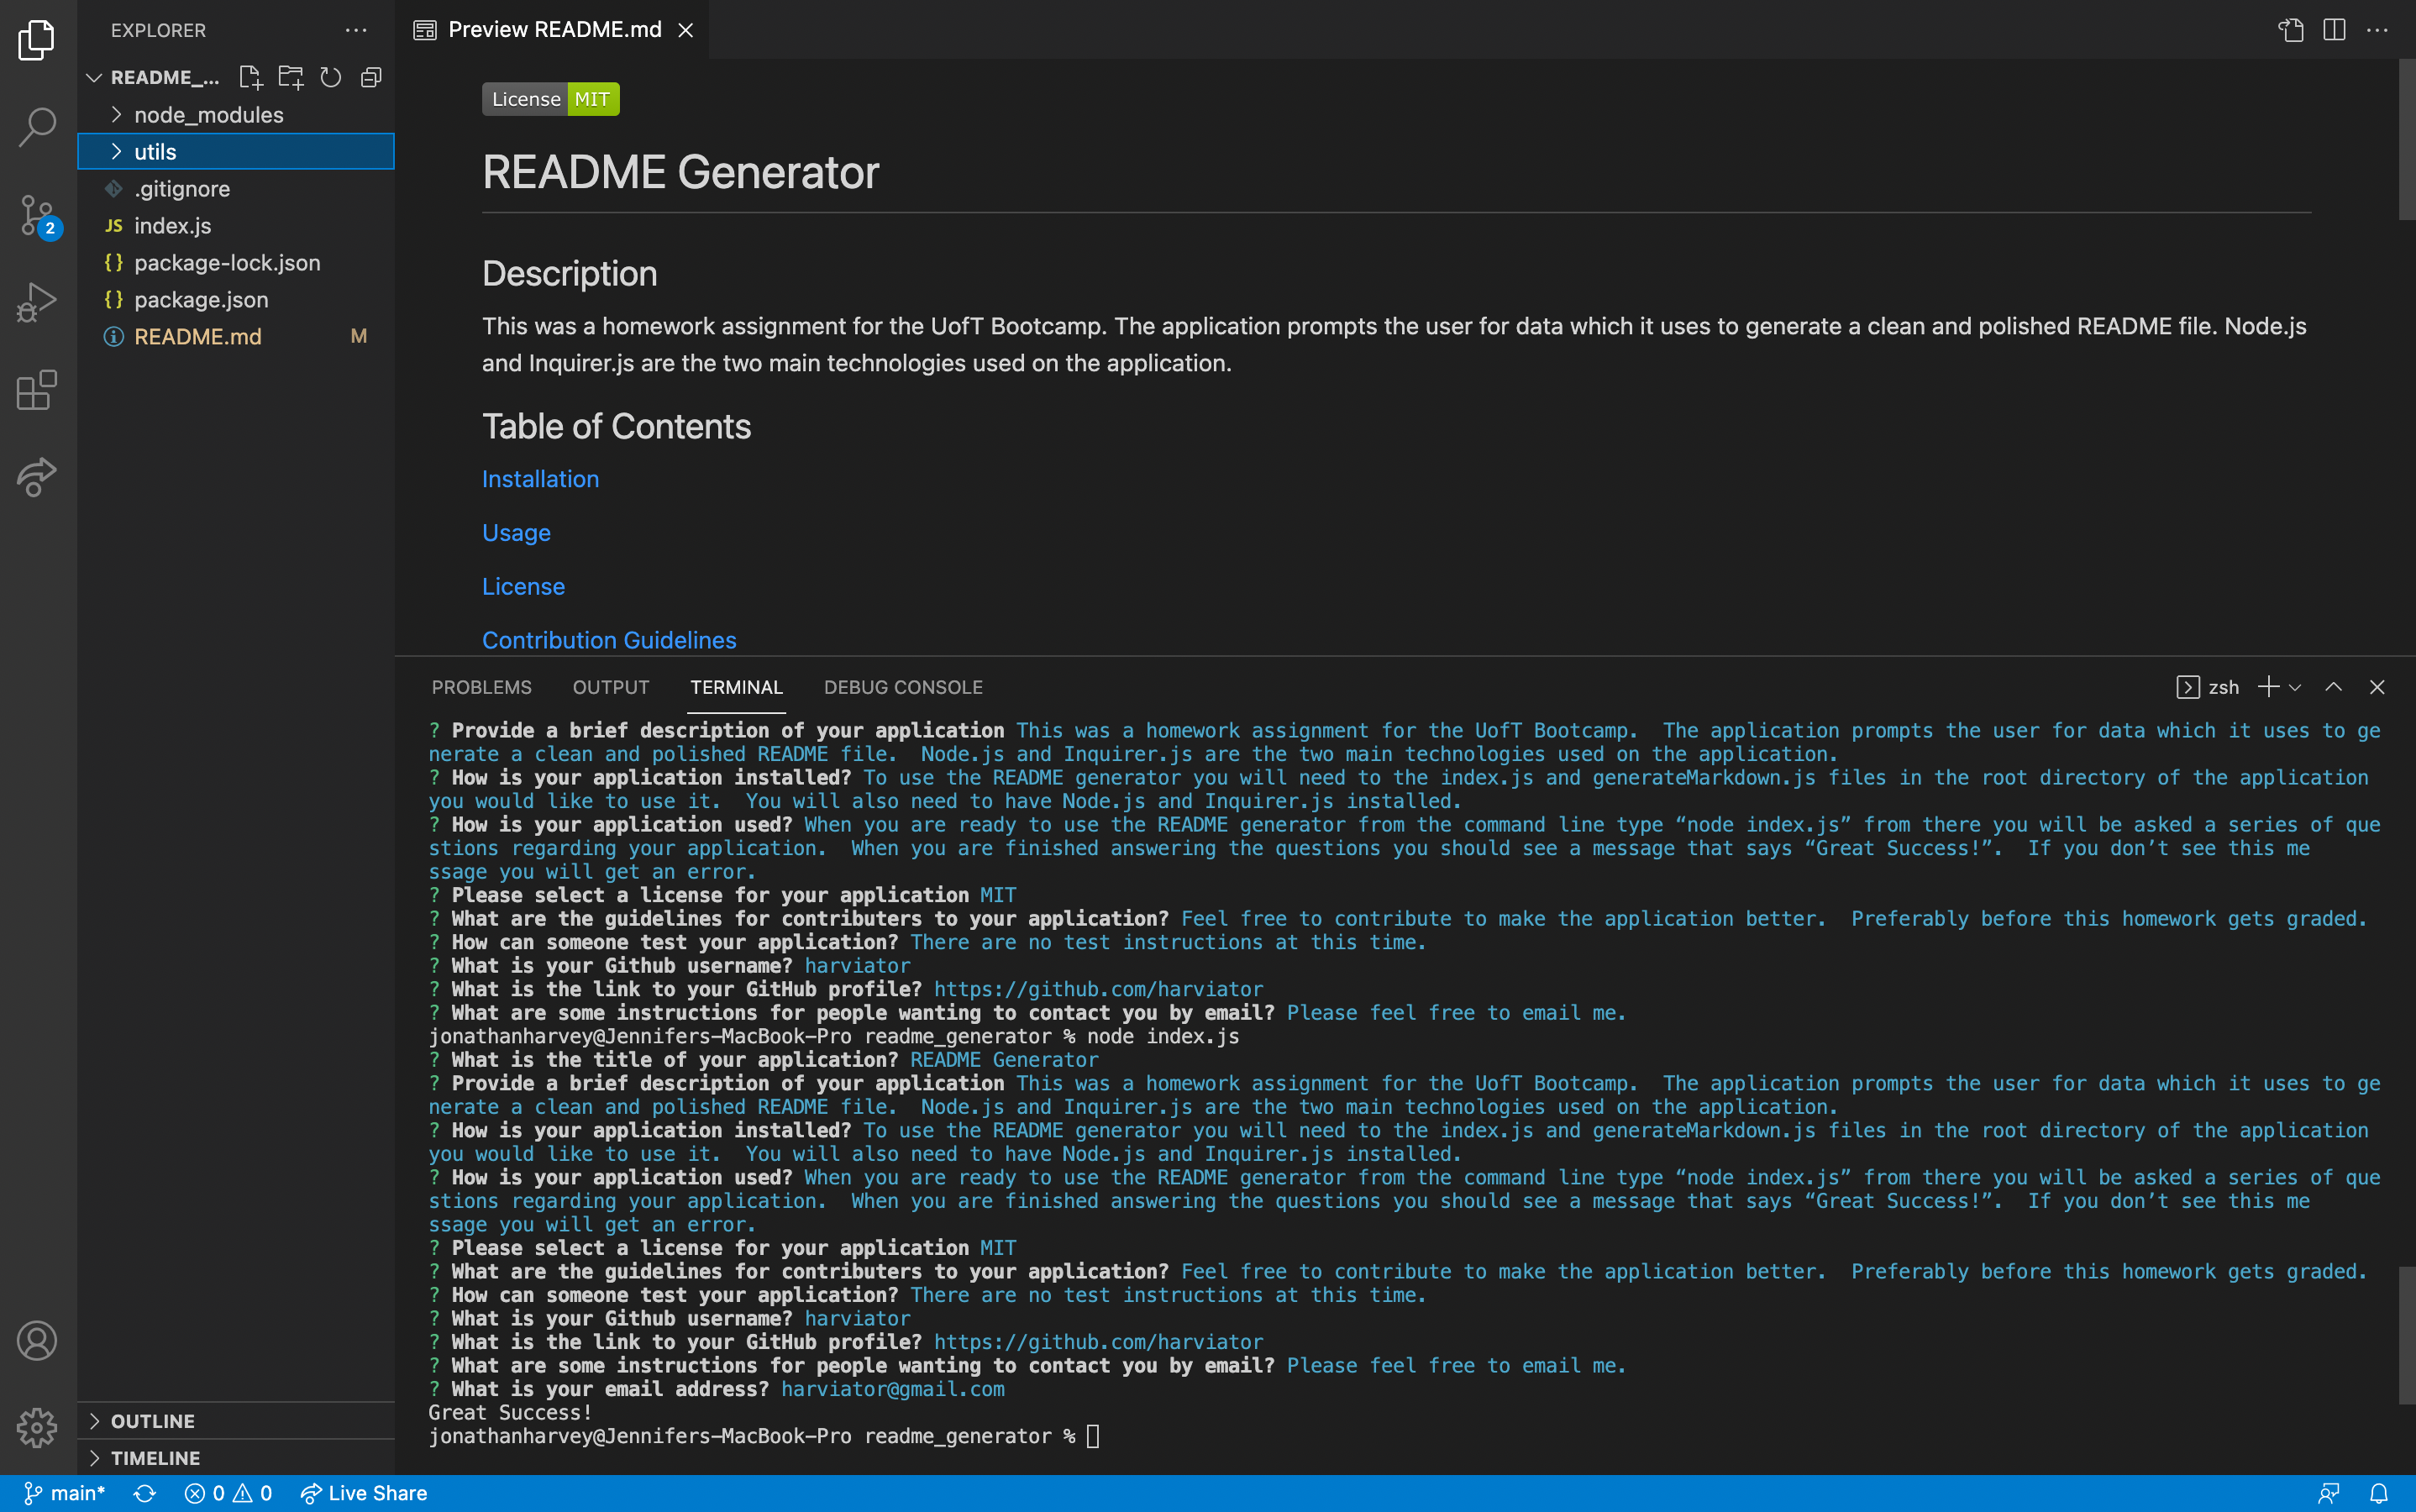 EXPLORER
README_...
node_modules
utils
.gitignore
JS index.js
{} package-lock.json
{} package.json
README.md M
2
OUTLINE
TIMELINE
Preview README.md
License MIT
README Generator
Description
This was a homework assignment for the UofT Bootcamp. The application prompts the user for data which it uses to generate a clean and polished README file. Node.js
and Inquirer.js are the two main technologies used on the application.
Table of Contents
Installation
Usage
License
Contribution Guidelines
PROBLEMS OUTPUT TERMINAL DEBUG CONSOLE
zsh
? Provide a brief description of your application This was a homework assignment for the UofT Bootcamp.  The application prompts the user for data which it uses to ge
nerate a clean and polished README file.  Node.js and Inquirer.js are the two main technologies used on the application.
? How is your application installed? To use the README generator you will need to the index.js and generateMarkdown.js files in the root directory of the application
you would like to use it.  You will also need to have Node.js and Inquirer.js installed.
? How is your application used? When you are ready to use the README generator from the command line type “node index.js” from there you will be asked a series of que
stions regarding your application.  When you are finished answering the questions you should see a message that says “Great Success!”.  If you don’t see this me
ssage you will get an error.
? Please select a license for your application MIT
? What are the guidelines for contributers to your application? Feel free to contribute to make the application better.  Preferably before this homework gets graded.
? How can someone test your application? There are no test instructions at this time.
? What is your Github username? harviator
? What is the link to your GitHub profile? https://github.com/harviator
? What are some instructions for people wanting to contact you by email? Please feel free to email me.
jonathanharvey@Jennifers-MacBook-Pro readme_generator % node index.js
? What is the title of your application? README Generator
? Provide a brief description of your application This was a homework assignment for the UofT Bootcamp.  The application prompts the user for data which it uses to ge
nerate a clean and polished README file.  Node.js and Inquirer.js are the two main technologies used on the application.
? How is your application installed? To use the README generator you will need to the index.js and generateMarkdown.js files in the root directory of the application
you would like to use it.  You will also need to have Node.js and Inquirer.js installed.
? How is your application used? When you are ready to use the README generator from the command line type “node index.js” from there you will be asked a series of que
stions regarding your application.  When you are finished answering the questions you should see a message that says “Great Success!”.  If you don’t see this me
ssage you will get an error.
? Please select a license for your application MIT
? What are the guidelines for contributers to your application? Feel free to contribute to make the application better.  Preferably before this homework gets graded.
? How can someone test your application? There are no test instructions at this time.
? What is your Github username? harviator
? What is the link to your GitHub profile? https://github.com/harviator
? What are some instructions for people wanting to contact you by email? Please feel free to email me.
? What is your email address? harviator@gmail.com
Great Success!
jonathanharvey@Jennifers-MacBook-Pro readme_generator %
main* 0 0 Live Share